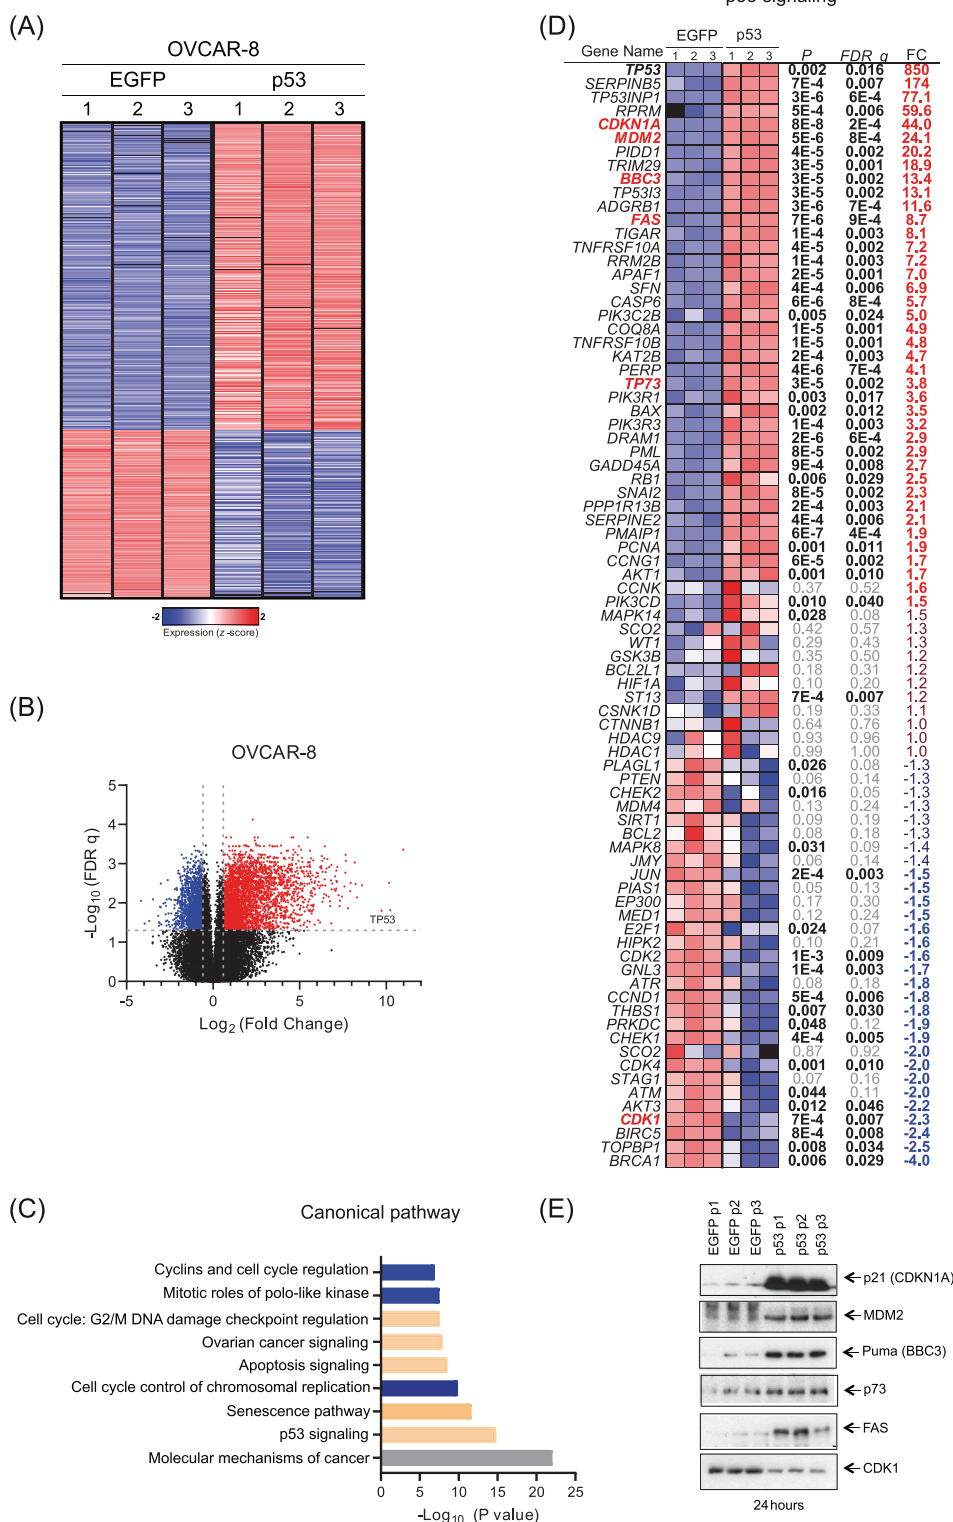 p53 signaling
(A)
OVCAR-8
EGFP p53
1 2 3 1 2 3
-2 2
Expression (z-score)
(B)
OVCAR-8
-Log10 (FDR q)
5
4
3
2
1
0
TP53
-5 0 5 10
Log2 (Fold Change)
(C)
Canonical pathway
Cyclins and cell cycle regulation
Mitotic roles of polo-like kinase
Cell cycle: G2/M DNA damage checkpoint regulation
Ovarian cancer signaling
Apoptosis signaling
Cell cycle control of chromosomal replication
Senescence pathway
p53 signaling
Molecular mechanisms of cancer
0 5 10 15 20 25
-Log10 (P value)
(D)
EGFP p53
Gene Name 1 2 3 1 2 3 P FDR q FC
TP53 0.002 0.016 850
SERPINB5 7E-4 0.007 174
TP53INP1 3E-6 6E-4 77.1
RPRM 5E-4 0.006 59.6
CDKN1A 8E-8 2E-4 44.0
MDM2 5E-6 8E-4 24.1
PIDD1 4E-5 0.002 20.2
TRIM29 3E-5 0.001 18.9
BBC3 3E-5 0.002 13.4
TP53I3 3E-5 0.002 13.1
ADGRB1 3E-6 7E-4 11.6
FAS 7E-6 9E-4 8.7
TIGAR 1E-4 0.003 8.1
TNFRSF10A 4E-5 0.002 7.2
RRM2B 1E-4 0.003 7.2
APAF1 2E-5 0.001 7.0
SFN 4E-4 0.006 6.9
CASP6 6E-6 8E-4 5.7
PIK3C2B 0.005 0.024 5.0
COQ8A 1E-5 0.001 4.9
TNFRSF10B 1E-5 0.001 4.8
KAT2B 2E-4 0.003 4.7
PERP 4E-6 7E-4 4.1
TP73 3E-5 0.002 3.8
PIK3R1 0.003 0.017 3.6
BAX 0.002 0.012 3.5
PIK3R3 1E-4 0.003 3.2
DRAM1 2E-6 6E-4 2.9
PML 8E-5 0.002 2.9
GADD45A 9E-4 0.008 2.7
RB1 0.006 0.029 2.5
SNAI2 8E-5 0.002 2.3
PPP1R13B 2E-4 0.003 2.1
SERPINE2 4E-4 0.006 2.1
PMAIP1 6E-7 4E-4 1.9
PCNA 0.001 0.011 1.9
CCNG1 6E-5 0.002 1.7
AKT1 0.001 0.010 1.7
CCNK 0.37 0.52 1.6
PIK3CD 0.010 0.040 1.5
MAPK14 0.028 0.08 1.5
SCO2 0.42 0.57 1.3
WT1 0.29 0.43 1.3
GSK3B 0.35 0.50 1.2
BCL2L1 0.18 0.31 1.2
HIF1A 0.10 0.20 1.2
ST13 7E-4 0.007 1.2
CSNK1D 0.19 0.33 1.1
CTNNB1 0.64 0.76 1.0
HDAC9 0.93 0.96 1.0
HDAC1 0.99 1.00 1.0
PLAGL1 0.026 0.08 -1.3
PTEN 0.06 0.14 -1.3
CHEK2 0.016 0.05 -1.3
MDM4 0.13 0.24 -1.3
SIRT1 0.09 0.19 -1.3
BCL2 0.08 0.18 -1.3
MAPK8 0.031 0.09 -1.4
JMY 0.06 0.14 -1.4
JUN 2E-4 0.003 -1.5
PIAS1 0.05 0.13 -1.5
EP300 0.17 0.30 -1.5
MED1 0.12 0.24 -1.5
E2F1 0.024 0.07 -1.6
HIPK2 0.10 0.21 -1.6
CDK2 1E-3 0.009 -1.6
GNL3 1E-4 0.003 -1.7
ATR 0.08 0.18 -1.8
CCND1 5E-4 0.006 -1.8
THBS1 0.007 0.030 -1.8
PRKDC 0.048 0.12 -1.9
CHEK1 4E-4 0.005 -1.9
SCO2 0.87 0.92 -2.0
CDK4 0.001 0.010 -2.0
STAG1 0.07 0.16 -2.0
ATM 0.044 0.11 -2.0
AKT3 0.012 0.046 -2.2
CDK1 7E-4 0.007 -2.3
BIRC5 8E-4 0.008 -2.4
TOPBP1 0.008 0.034 -2.5
BRCA1 0.006 0.029 -4.0
(E)
EGFP p1
EGFP p2
EGFP p3
p53 p1
p53 p2
p53 p3
p21 (CDKN1A)
MDM2
Puma (BBC3)
p73
FAS
CDK1
24 hours